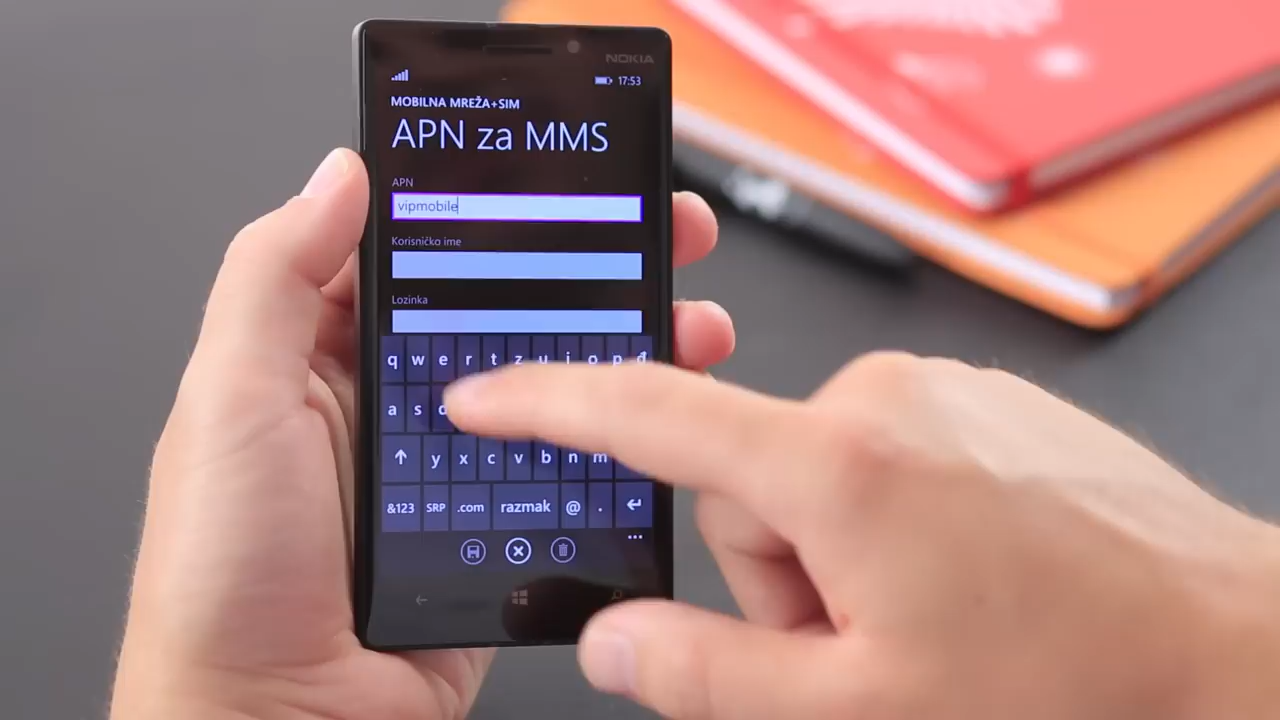 NOKIA
17:53
MOBILNA MREŽA+SIM
APN za MMS
APN
vipmobile
Korisničko ime
Lozinka
q w e r t z u i o p đ
a s d
y x c v b n m
&123 SRP .com razmak @ .